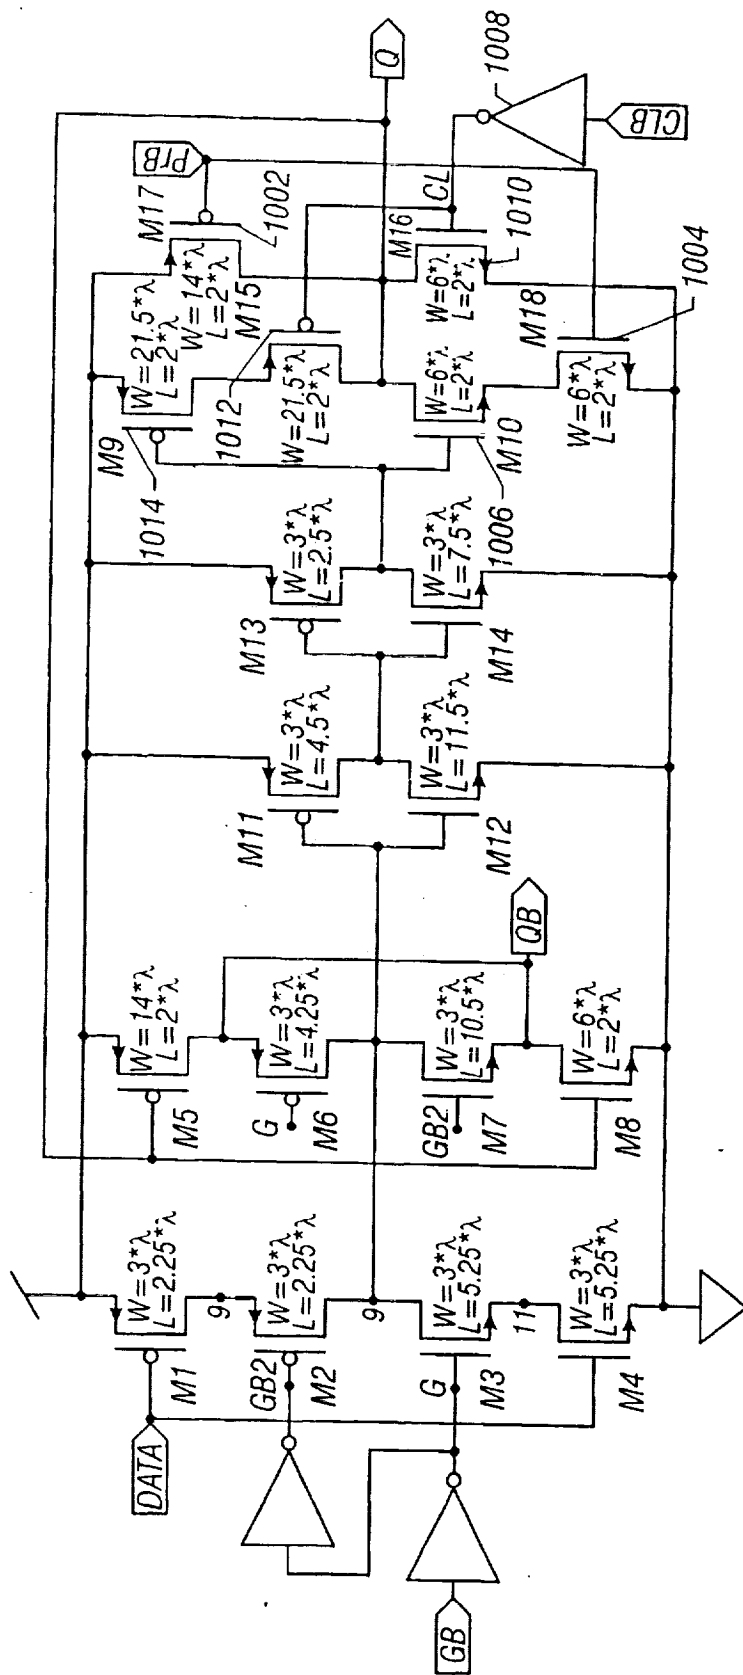 GB
DATA
GB2
G
M1
W=3*λ
L=2.25*λ
9
M2
W=3*λ
L=2.25*λ
9
M3
W=3*λ
L=5.25*λ
11
M4
W=3*λ
L=5.25*λ
M5
W=14*λ
L=2*λ
G
M6
W=3*λ
L=4.25*λ
GB2
M7
W=3*λ
L=10.5*λ
M8
W=6*λ
L=2*λ
QB
M11
W=3*λ
L=4.5*λ
M12
W=3*λ
L=11.5*λ
M13
W=3*λ
L=2.5*λ
M14
W=3*λ
L=7.5*λ
1014
M9
W=21.5*λ
L=2*λ
1012
M15
W=21.5*λ
L=2*λ
M17
W=14*λ
L=2*λ
1002
PrB
1006
M10
W=6*λ
L=2*λ
M18
W=6*λ
L=2*λ
1004
M16
W=6*λ
L=2*λ
1010
CL
CLB
1008
Q